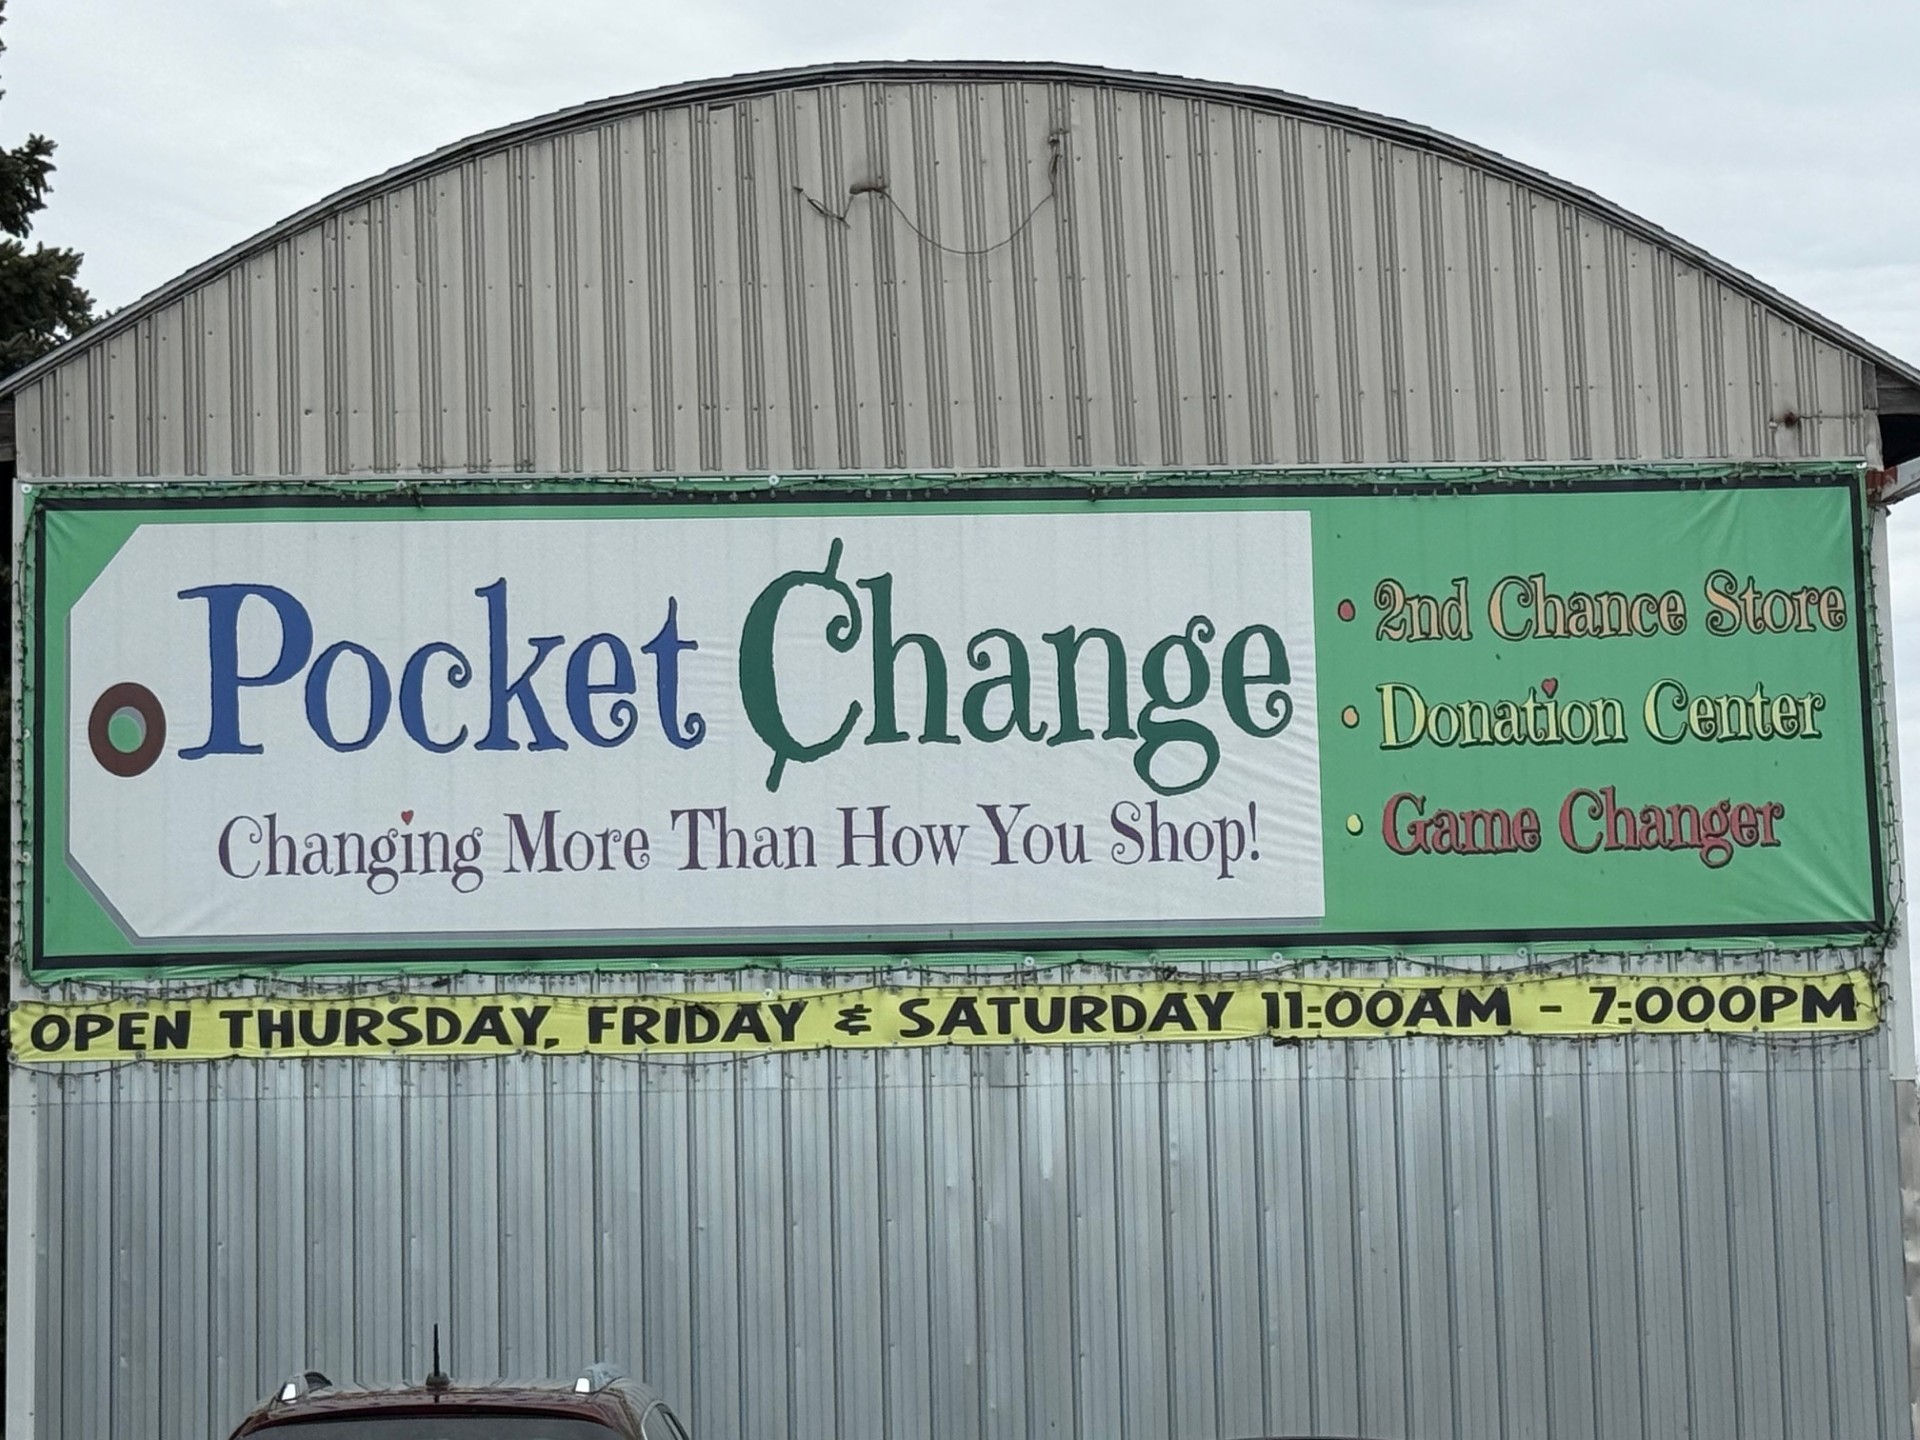 Pocket Change
Changing More Than How You Shop!
• 2nd Chance Store
• Donation Center
• Game Changer
OPEN THURSDAY, FRIDAY & SATURDAY 11:00AM - 7:000PM